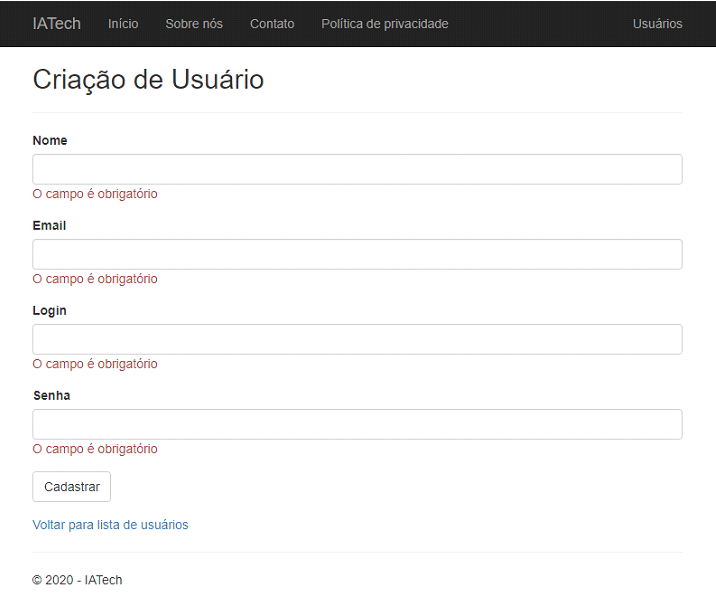 IATech Início Sobre nós Contato Política de privacidade Usuários
Criação de Usuário
Nome
O campo é obrigatório
Email
O campo é obrigatório
Login
O campo é obrigatório
Senha
O campo é obrigatório
Cadastrar
Voltar para lista de usuários
© 2020 - IATech